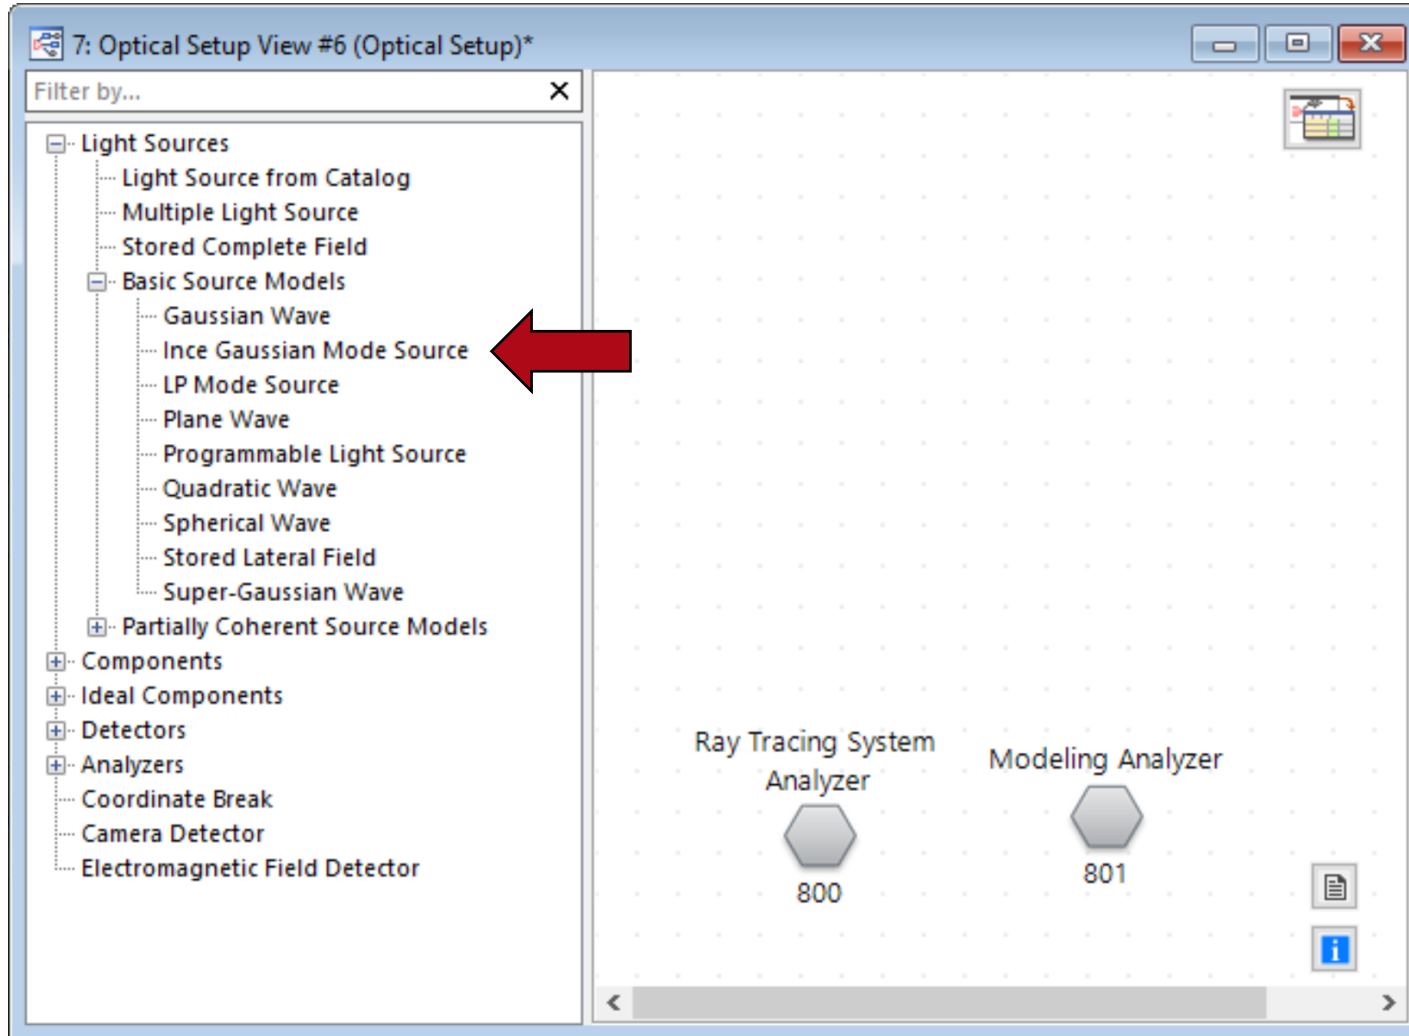 7: Optical Setup View #6 (Optical Setup)*
Filter by...
Light Sources
Light Source from Catalog
Multiple Light Source
Stored Complete Field
Basic Source Models
Gaussian Wave
Ince Gaussian Mode Source
LP Mode Source
Plane Wave
Programmable Light Source
Quadratic Wave
Spherical Wave
Stored Lateral Field
Super-Gaussian Wave
Partially Coherent Source Models
Components
Ideal Components
Detectors
Analyzers
Coordinate Break
Camera Detector
Electromagnetic Field Detector
Ray Tracing System
Analyzer
800
Modeling Analyzer
801